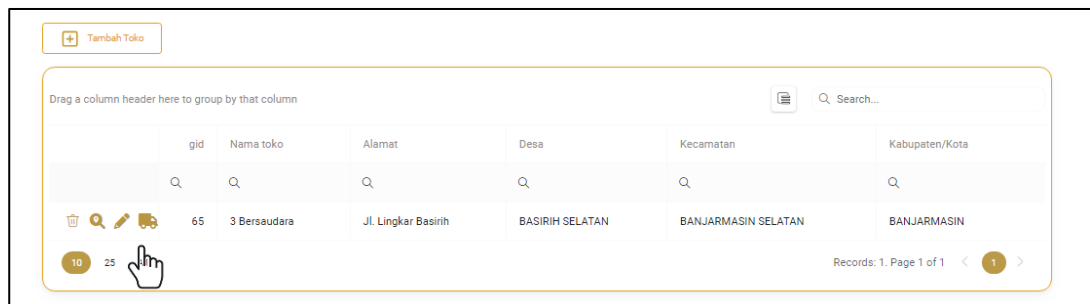 Tambah Toko
Drag a column header here to group by that column
Search...
gid Nama toko Alamat Desa Kecamatan Kabupaten/Kota
65 3 Bersaudara Jl. Lingkar Basirih BASIRIH SELATAN BANJARMASIN SELATAN BANJARMASIN
10 25 Records: 1. Page 1 of 1 1